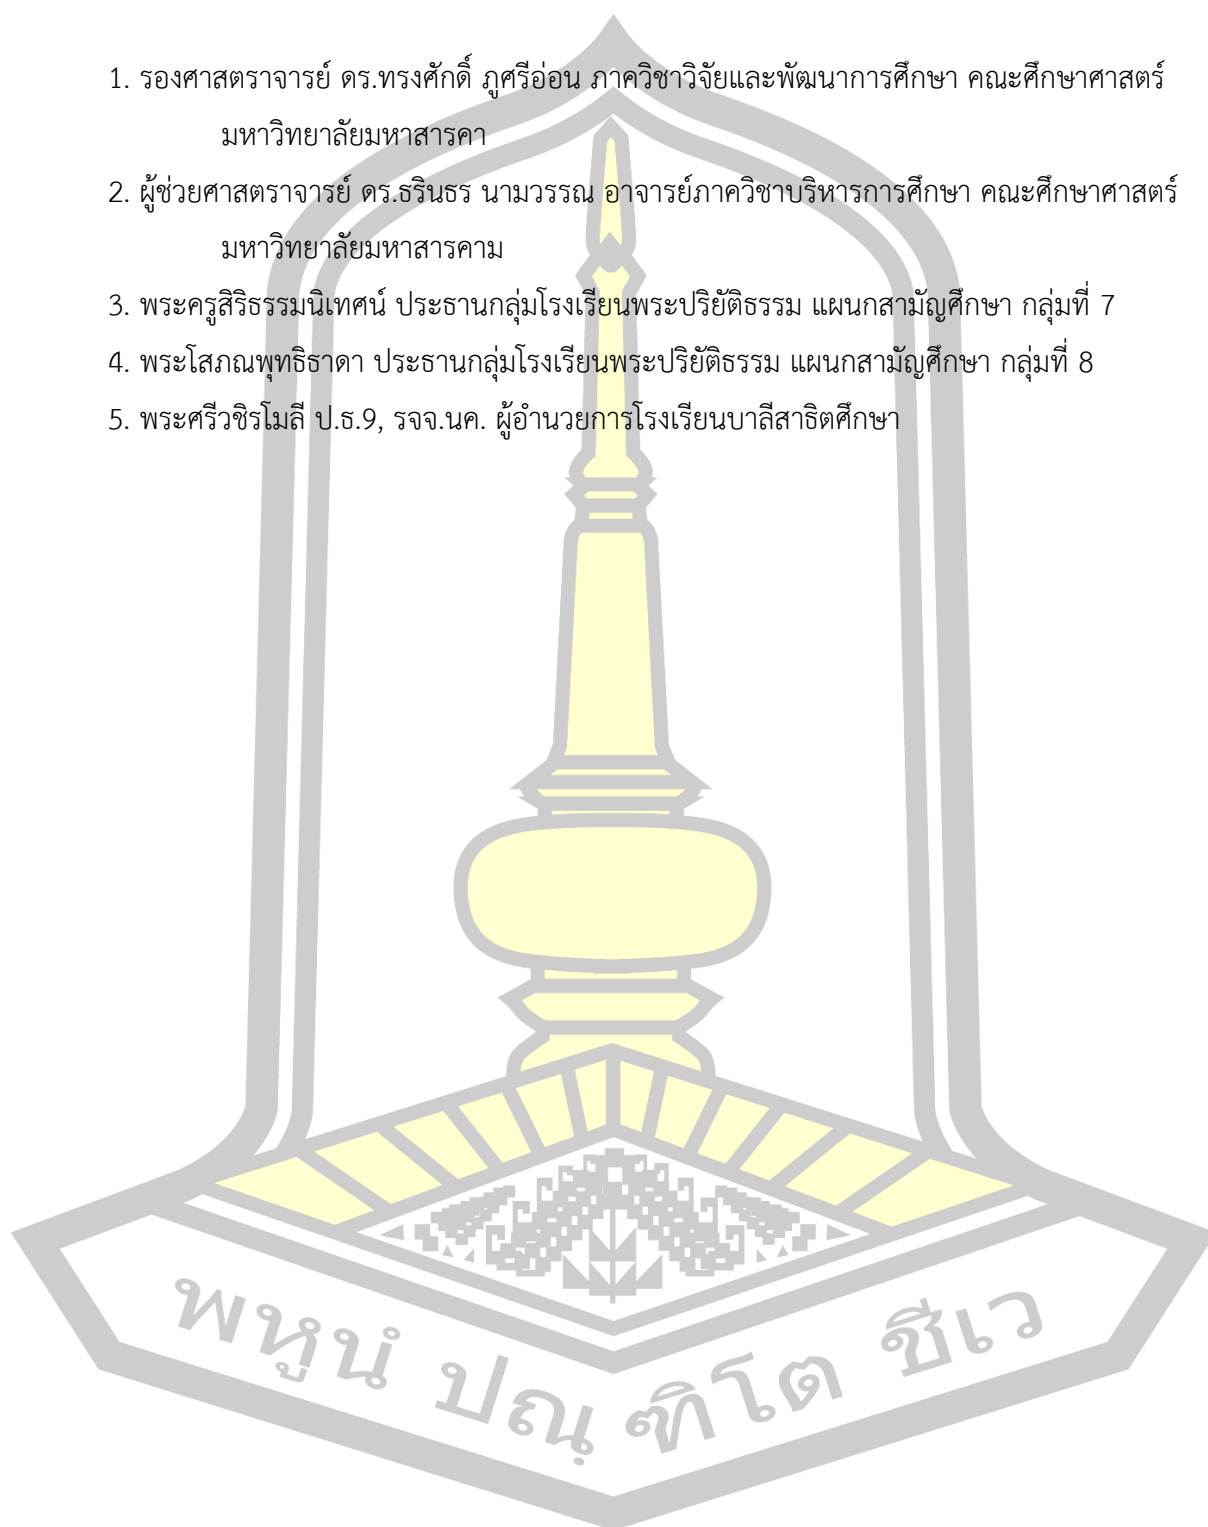 1. รองศาสตราจารย์ ดร.ทรงศักดิ์ ภูศรีอ่อน ภาควิชาวิจัยและพัฒนาการศึกษา คณะศึกษาศาสตร์
มหาวิทยาลัยมหาสารคา
2. ผู้ช่วยศาสตราจารย์ ดร.ธรินธร นามวรรณ อาจารย์ภาควิชาบริหารการศึกษา คณะศึกษาศาสตร์
มหาวิทยาลัยมหาสารคาม
3. พระครูสิริธรรมนิเทศน์ ประธานกลุ่มโรงเรียนพระปริยัติธรรม แผนกสามัญศึกษา กลุ่มที่ 7
4. พระโสภณพุทธิธาดา ประธานกลุ่มโรงเรียนพระปริยัติธรรม แผนกสามัญศึกษา กลุ่มที่ 8
5. พระศรีวชิรโมลี ป.ธ.9, รจจ.นค. ผู้อำนวยการโรงเรียนบาลีสาธิตศึกษา
พหูนํ ปณฺฑิโต ชีเว